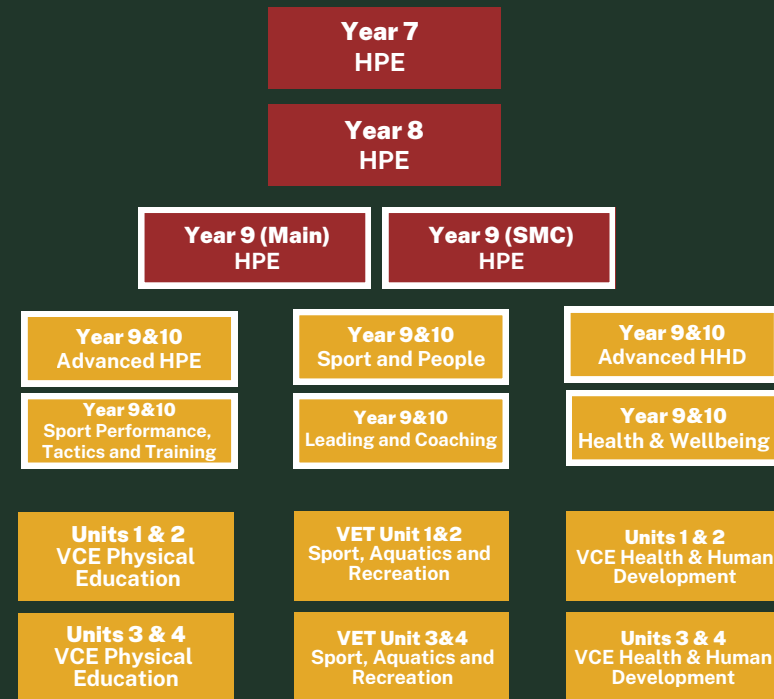 Year 7
HPE
Year 8
HPE
Year 9 (Main)
HPE
Year 9 (SMC)
HPE
Year 9&10
Advanced HPE
Year 9&10
Sport and People
Year 9&10
Advanced HHD
Year 9&10
Sport Performance,
Tactics and Training
Year 9&10
Leading and Coaching
Year 9&10
Health & Wellbeing
Units 1 & 2
VCE Physical
Education
VET Unit 1&2
Sport, Aquatics and
Recreation
Units 1 & 2
VCE Health & Human
Development
Units 3 & 4
VCE Physical
Education
VET Unit 3&4
Sport, Aquatics and
Recreation
Units 3 & 4
VCE Health & Human
Development